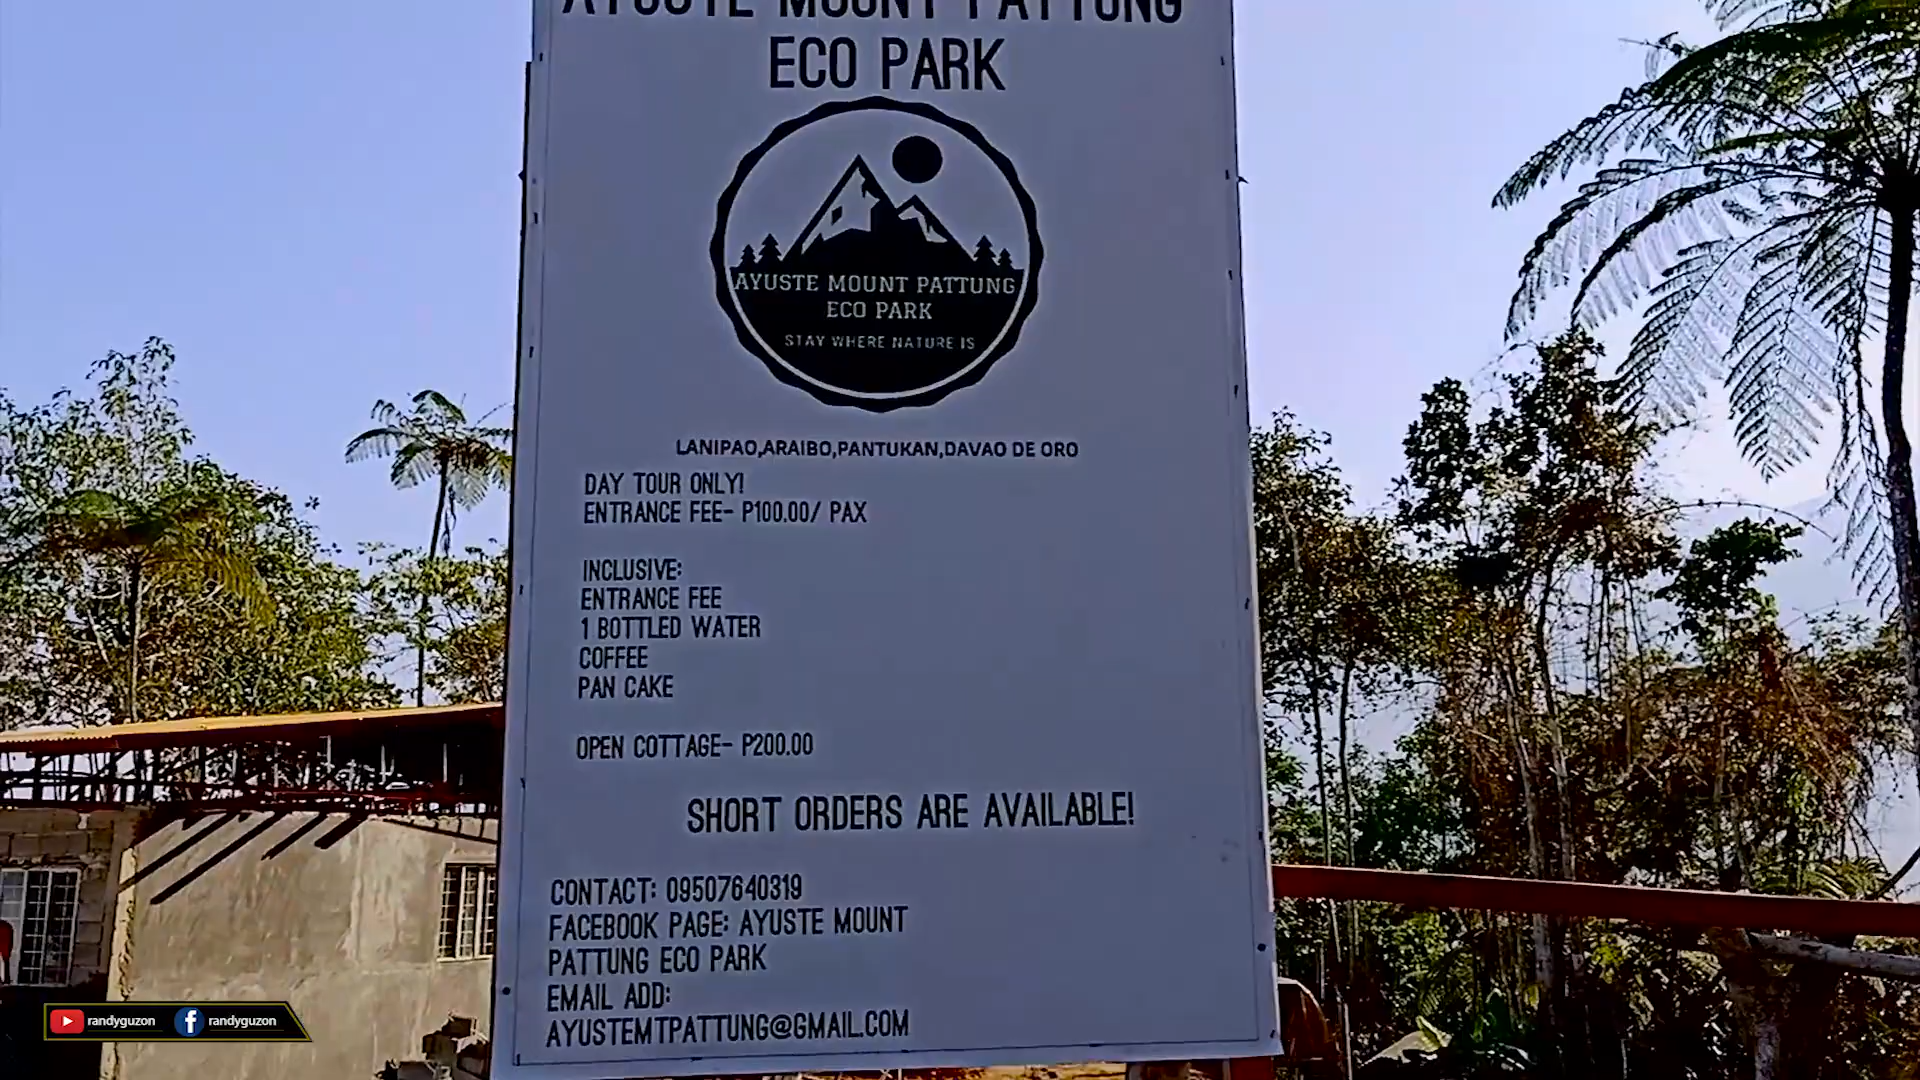 AYUSTE MOUNT PATTUNG
ECO PARK
AYUSTE MOUNT PATTUNG
ECO PARK
STAY WHERE NATURE IS
LANIPAO,ARAIBO,PANTUKAN,DAVAO DE ORO
DAY TOUR ONLY!
ENTRANCE FEE- P100.00/ PAX
INCLUSIVE:
ENTRANCE FEE
1 BOTTLED WATER
COFFEE
PAN CAKE
OPEN COTTAGE- P200.00
SHORT ORDERS ARE AVAILABLE!
CONTACT: 09507640319
FACEBOOK PAGE: AYUSTE MOUNT
PATTUNG ECO PARK
EMAIL ADD:
AYUSTEMTPATTUNG@GMAIL.COM
randyguzon randyguzon